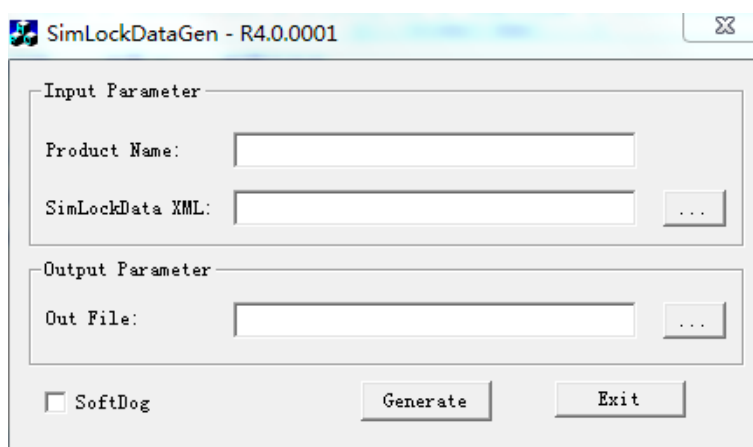 SimLockDataGen - R4.0.0001
Input Parameter
Product Name:
SimLockData XML:
...
Output Parameter
Out File:
...
SoftDog
Generate
Exit